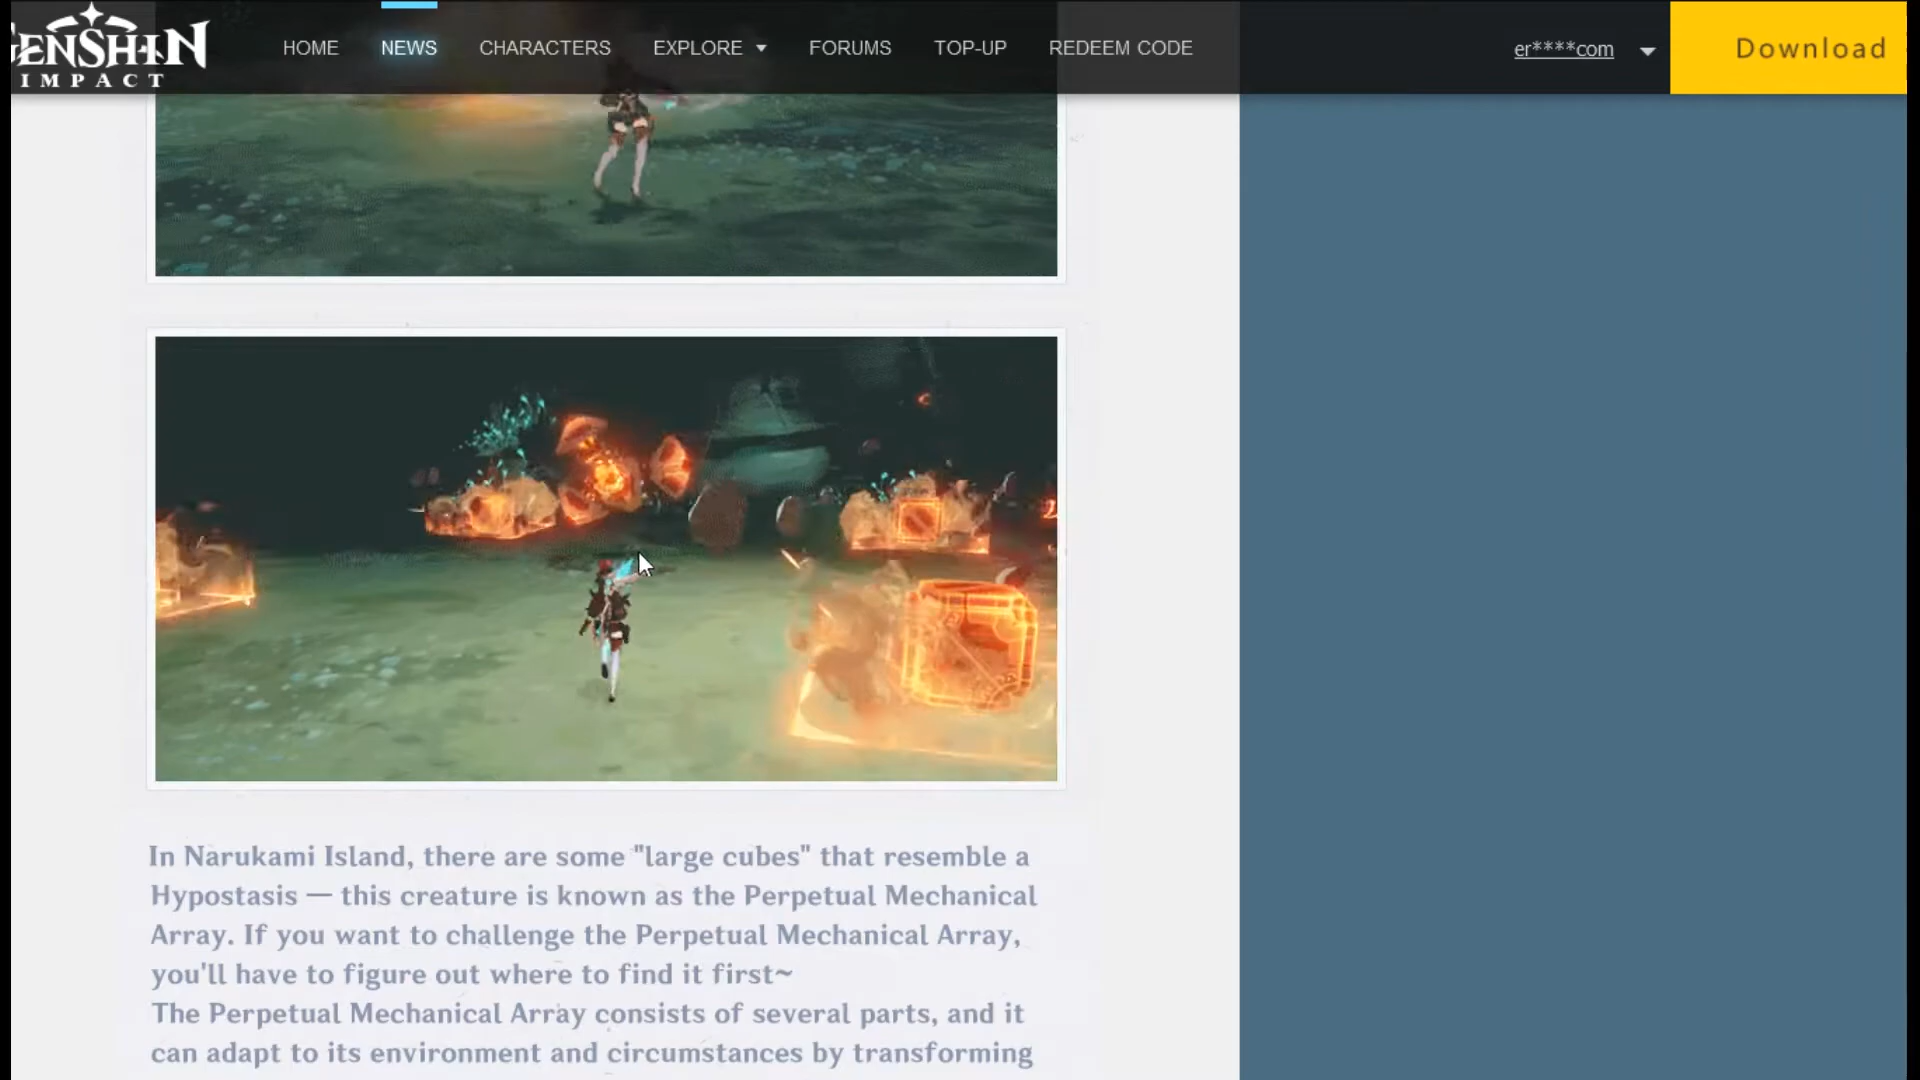 GENSHIN
IMPACT
HOME NEWS CHARACTERS EXPLORE FORUMS TOP-UP REDEEM CODE er****com Download
In Narukami Island, there are some "large cubes" that resemble a
Hypostasis — this creature is known as the Perpetual Mechanical
Array. If you want to challenge the Perpetual Mechanical Array,
you'll have to figure out where to find it first~
The Perpetual Mechanical Array consists of several parts, and it
can adapt to its environment and circumstances by transforming